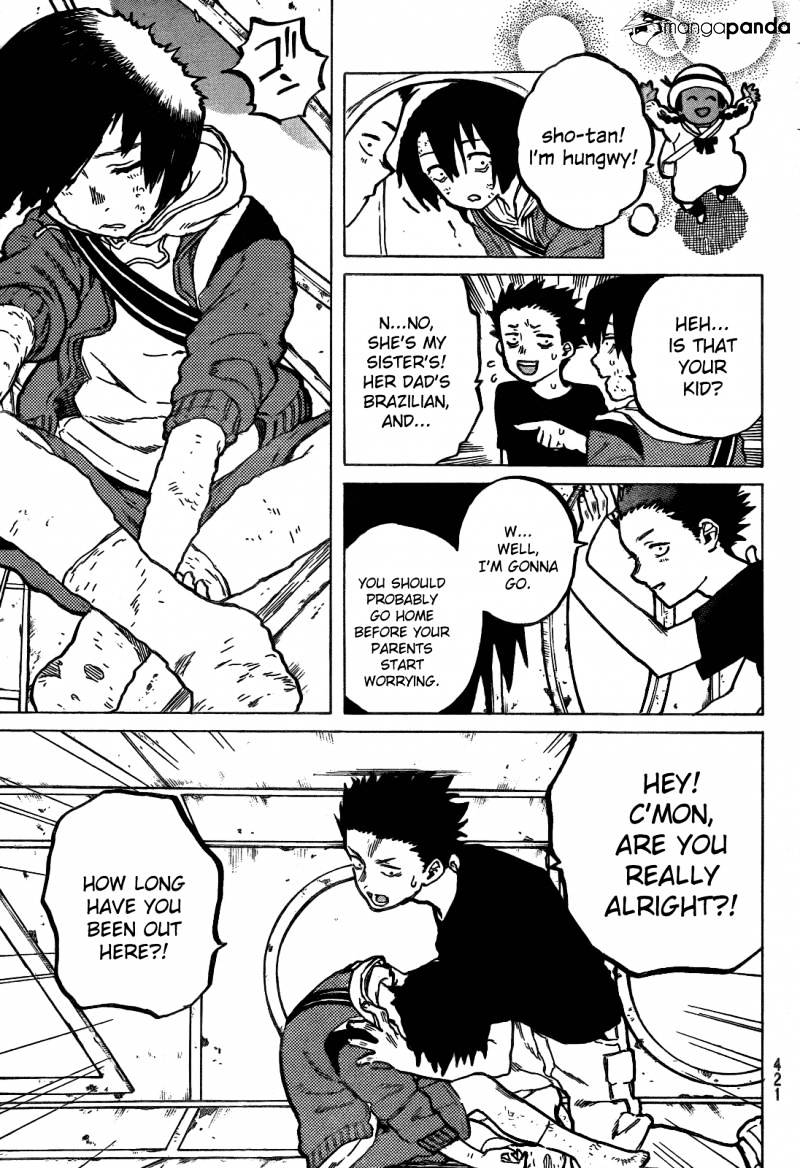 mangapanda
sho-tan!
I'm hungwy!
HEH...
IS THAT
YOUR
KID?
N...NO,
SHE'S MY
SISTER'S!
HER DAD'S
BRAZILIAN,
AND...
W...
WELL,
I'M GONNA
GO.
YOU SHOULD
PROBABLY
GO HOME
BEFORE YOUR
PARENTS
START
WORRYING.
ゴン
HEY!
C'MON,
ARE YOU
REALLY
ALRIGHT?!
HOW LONG
HAVE YOU
BEEN OUT
HERE?!
421